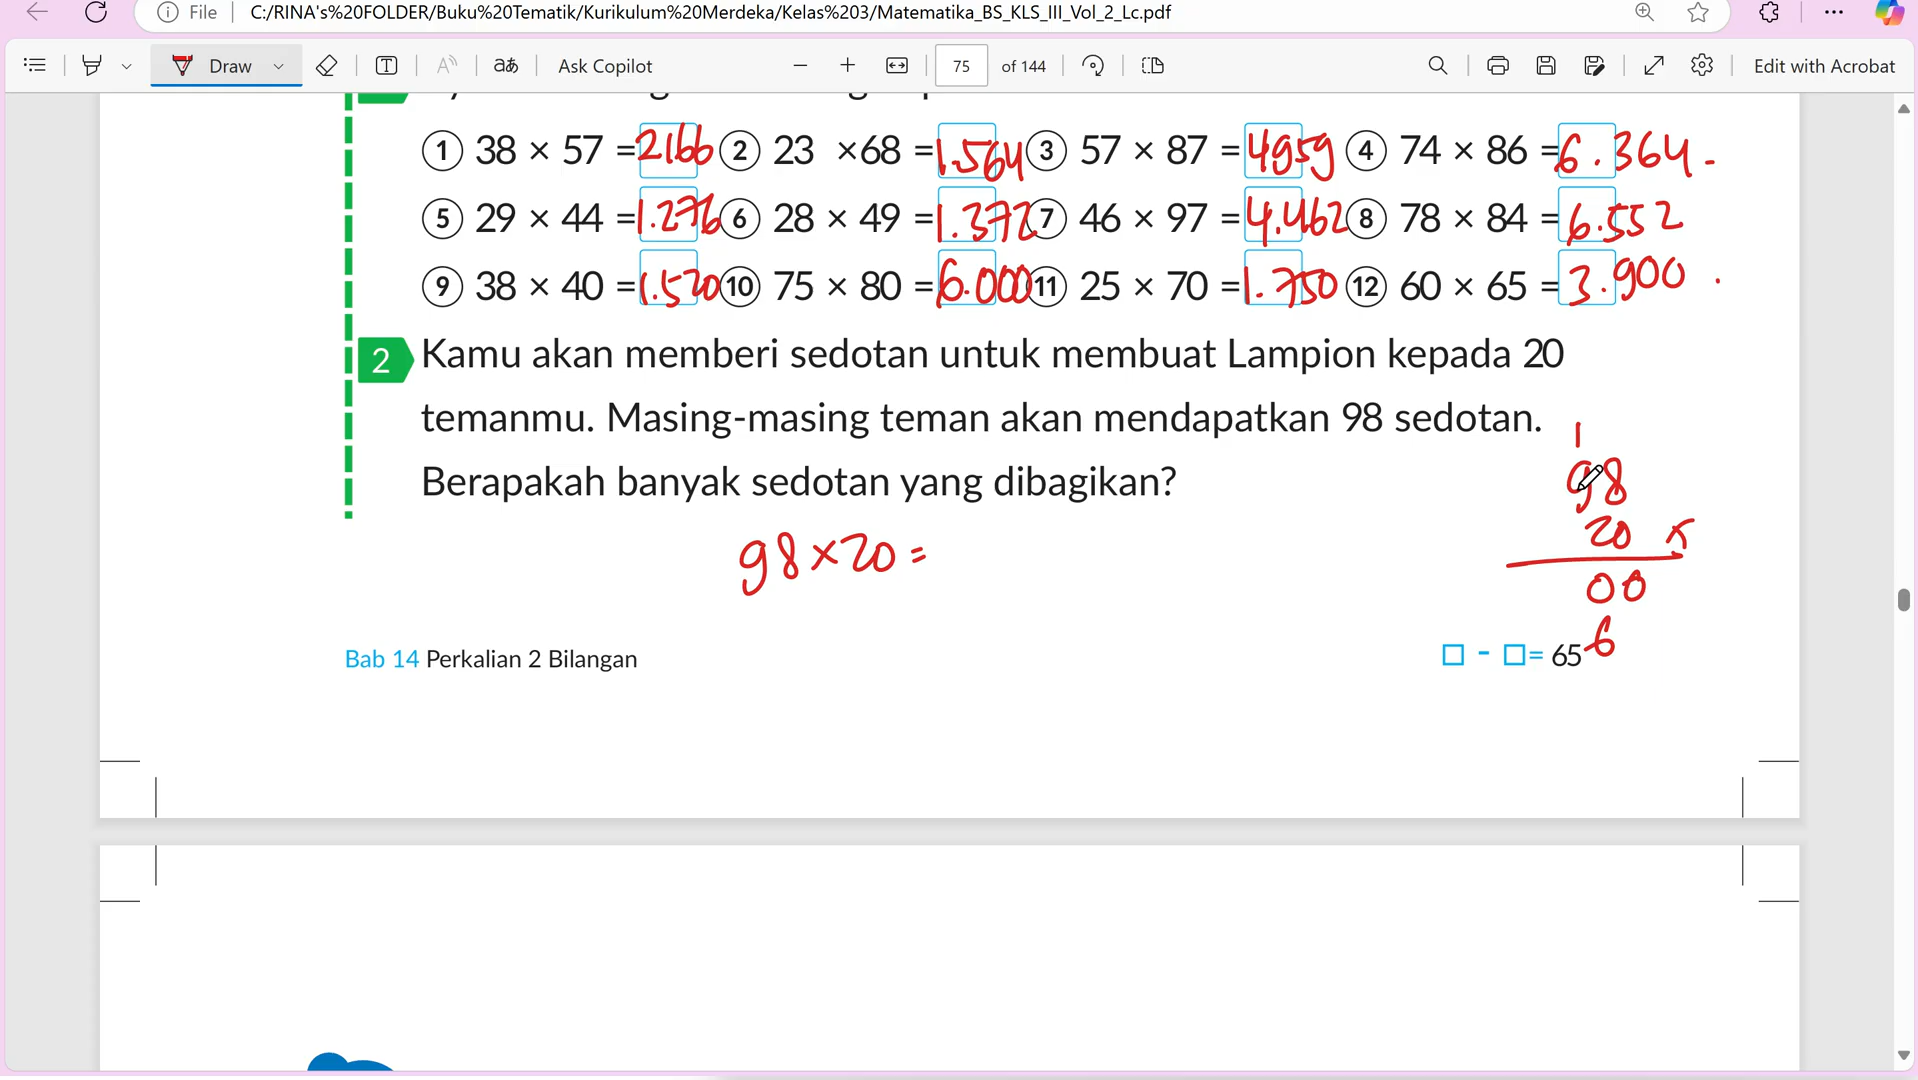 File C:/RINA's%20FOLDER/Buku%20Tematik/Kurikulum%20Merdeka/Kelas%203/Matematika_BS_KLS_III_Vol_2_Lc.pdf
Draw Ask Copilot 75 of 144 Edit with Acrobat
1 38 × 57 = 2166 2 23 ×68 = 1.564 3 57 × 87 = 4959 4 74 × 86 = 6.364 -
5 29 × 44 = 1.276 6 28 × 49 = 1.372 7 46 × 97 = 4.462 8 78 × 84 = 6.552
9 38 × 40 = 1.520 10 75 × 80 = 6.000 11 25 × 70 = 1.750 12 60 × 65 = 3.900 .
2 Kamu akan memberi sedotan untuk membuat Lampion kepada 20
temanmu. Masing-masing teman akan mendapatkan 98 sedotan.
Berapakah banyak sedotan yang dibagikan?
98 × 20 =
1
98
20 ×
00
6
Bab 14 Perkalian 2 Bilangan
□ - □ = 65